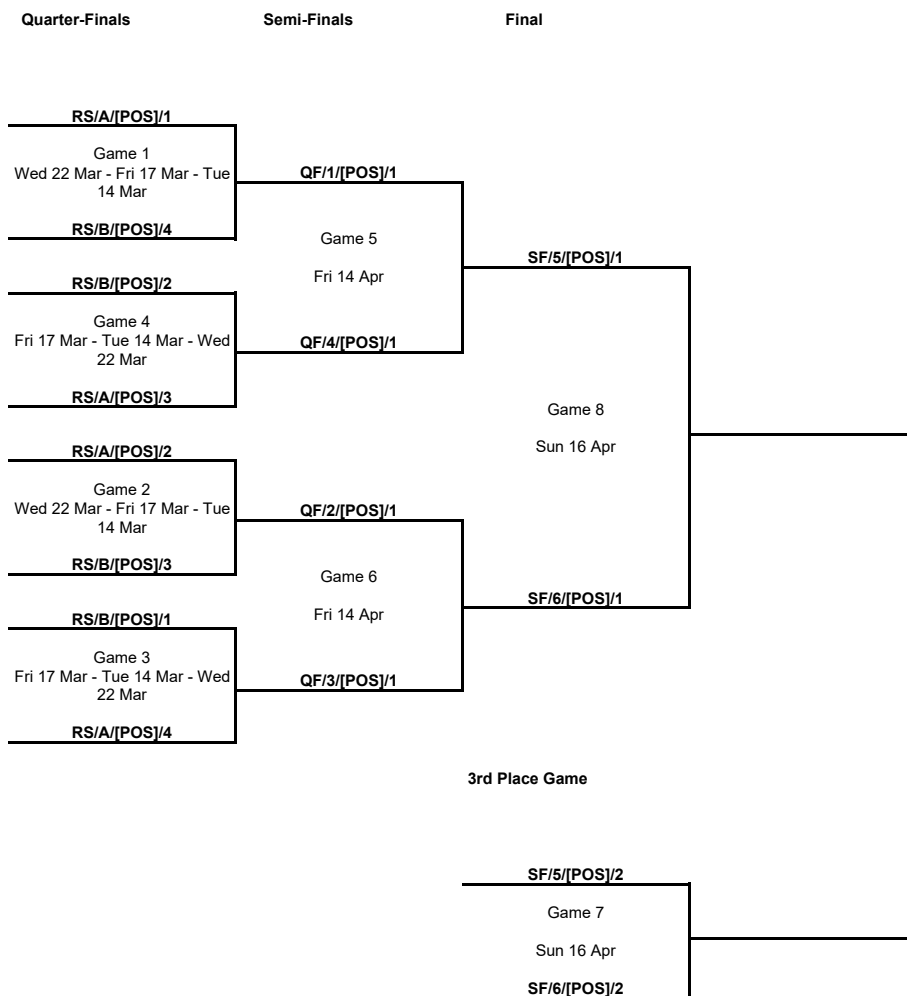 Quarter-Finals
Semi-Finals
Final
RS/A/[POS]/1
Game 1
Wed 22 Mar - Fri 17 Mar - Tue
14 Mar
RS/B/[POS]/4
QF/1/[POS]/1
Game 5
Fri 14 Apr
QF/4/[POS]/1
RS/B/[POS]/2
Game 4
Fri 17 Mar - Tue 14 Mar - Wed
22 Mar
RS/A/[POS]/3
SF/5/[POS]/1
Game 8
Sun 16 Apr
SF/6/[POS]/1
RS/A/[POS]/2
Game 2
Wed 22 Mar - Fri 17 Mar - Tue
14 Mar
RS/B/[POS]/3
QF/2/[POS]/1
Game 6
Fri 14 Apr
QF/3/[POS]/1
RS/B/[POS]/1
Game 3
Fri 17 Mar - Tue 14 Mar - Wed
22 Mar
RS/A/[POS]/4
3rd Place Game
SF/5/[POS]/2
Game 7
Sun 16 Apr
SF/6/[POS]/2